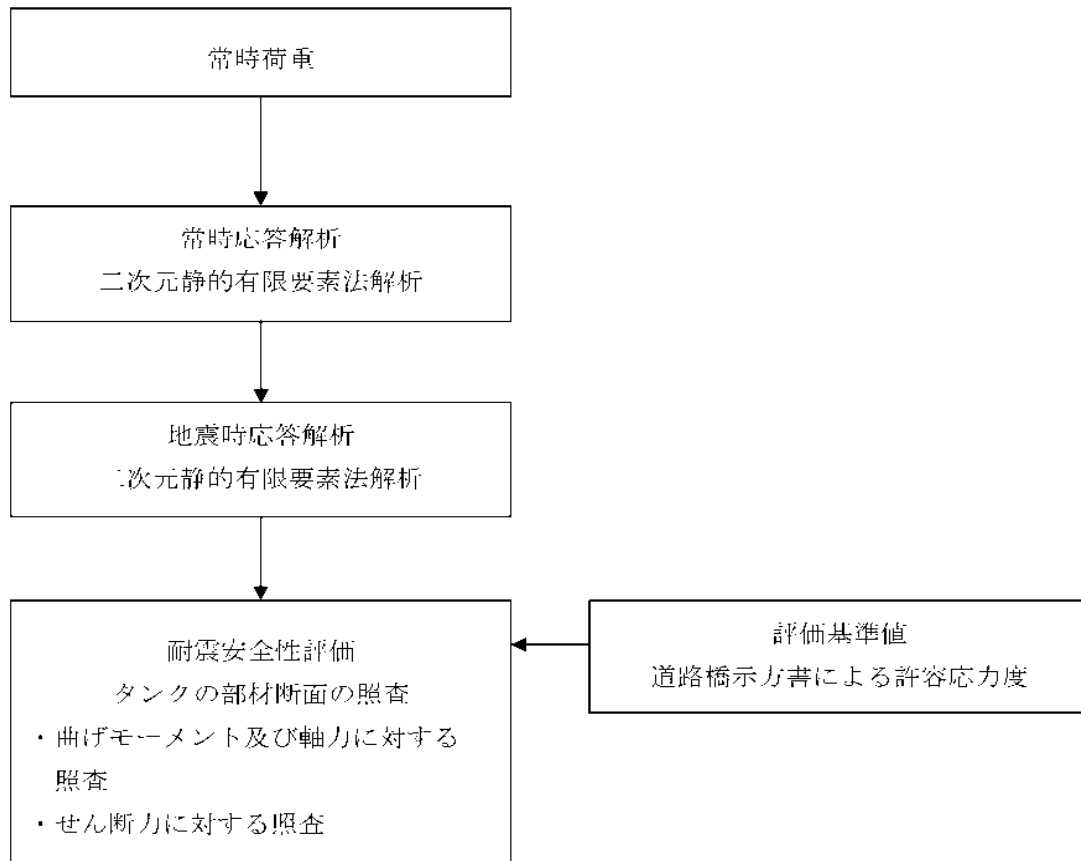 常時荷重
常時応答解析
二次元静的有限要素法解析
地震時応答解析
二次元静的有限要素法解析
耐震安全性評価
タンクの部材断面の照査
・曲げモーメント及び軸力に対する
照査
・せん断力に対する照査
評価基準値
道路橋示方書による許容応力度